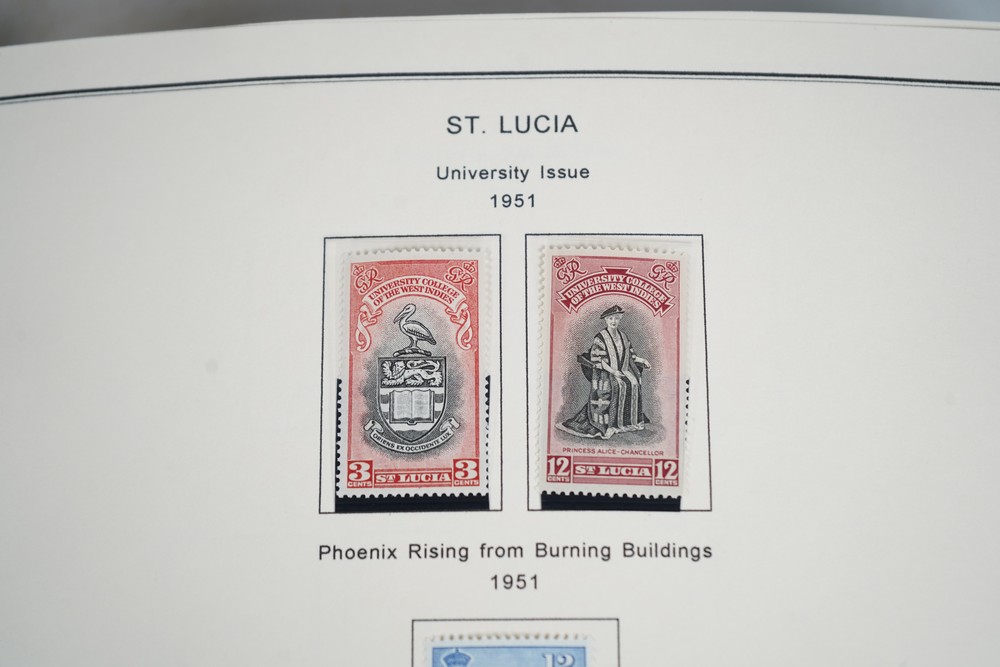 ST. LUCIA
University Issue
1951
GR GR
UNIVERSITY COLLEGE
OF THE WEST INDIES
ORIENS EX OCCIDENTE LUX
3 CENTS ST LUCIA 3 CENTS
GR GR
UNIVERSITY COLLEGE
OF THE WEST INDIES
PRINCESS ALICE-CHANCELLOR
12 CENTS ST LUCIA 12 CENTS
Phoenix Rising from Burning Buildings
1951
12